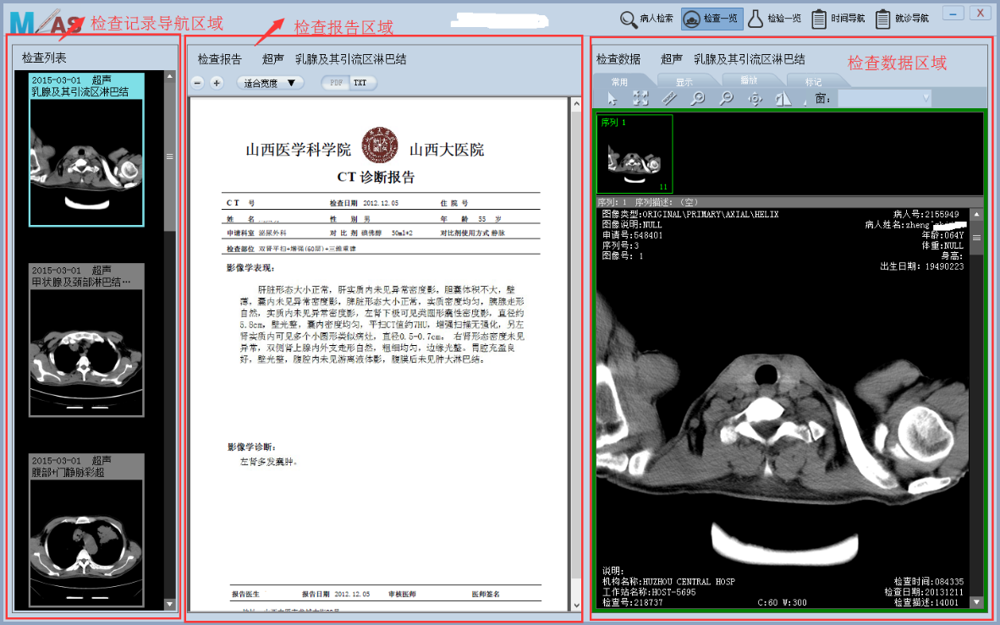 MIAS
检查记录导航区域
检查报告区域
病人检索
检查一览
检验一览
时间导航
就诊导航
检查列表
2015-03-01 超声
乳腺及其引流区淋巴结
2015-03-01 超声
甲状腺及颈部淋巴结…
2015-03-01 超声
腹部+门静脉彩超
检查报告 超声 乳腺及其引流区淋巴结
适合宽度 PDF TXT
山西医学科学院 山西大医院
CT 诊断报告
CT 号 检查日期 2012.12.05 住院号
姓 名 性 别 男 年 龄 55 岁
申请科室 泌尿外科 对比剂 碘佛醇 50ml*2 对比剂使用方式 静脉
检查部位 双肾平扫+增强(60层)+三维重建
影像学表现：
肝脏形态大小正常，肝实质内未见异常密度影。胆囊体积不大，壁
薄，囊内未见异常密度影，脾脏形态大小正常，实质密度均匀，胰腺走形
自然，实质内未见异常密度影，左肾下极可见类圆形囊性密度影，直径约
5.8cm，壁光整，囊内密度均匀，平扫CT值约7HU，增强扫描无强化，另左
肾实质内可见多个小圆形类似病灶，直径0.5-0.7cm。 右肾形态密度未见
异常，双侧肾上腺内外支走形自然，粗细均匀，边缘光整。胃腔充盈良
好，壁光整，腹腔内未见游离液体影，腹膜后未见肿大淋巴结。
影像学诊断：
左肾多发囊肿。
报告医生 报告日期 2012.12.05 审核医师 医师签名
检查数据 超声 乳腺及其引流区淋巴结
检查数据区域
常用 显示 播放 标记
窗:
序列 1
11
序列: 1 序列描述: (空)
图像类型:ORIGINAL\PRIMARY\AXIAL\HELIX
图像说明:NULL
申请号:548401
序列号:3
图像号: 1
病人号:2155949
病人姓名:zheng
年龄:064Y
体重:NULL
身高:
出生日期: 19490223
说明:
机构名称:HUZHOU CENTRAL HOSP
工作站名称:HOST-5695
检查号:218737
C:60 W:300
检查时间:084335
检查日期:20131211
检查描述:14001